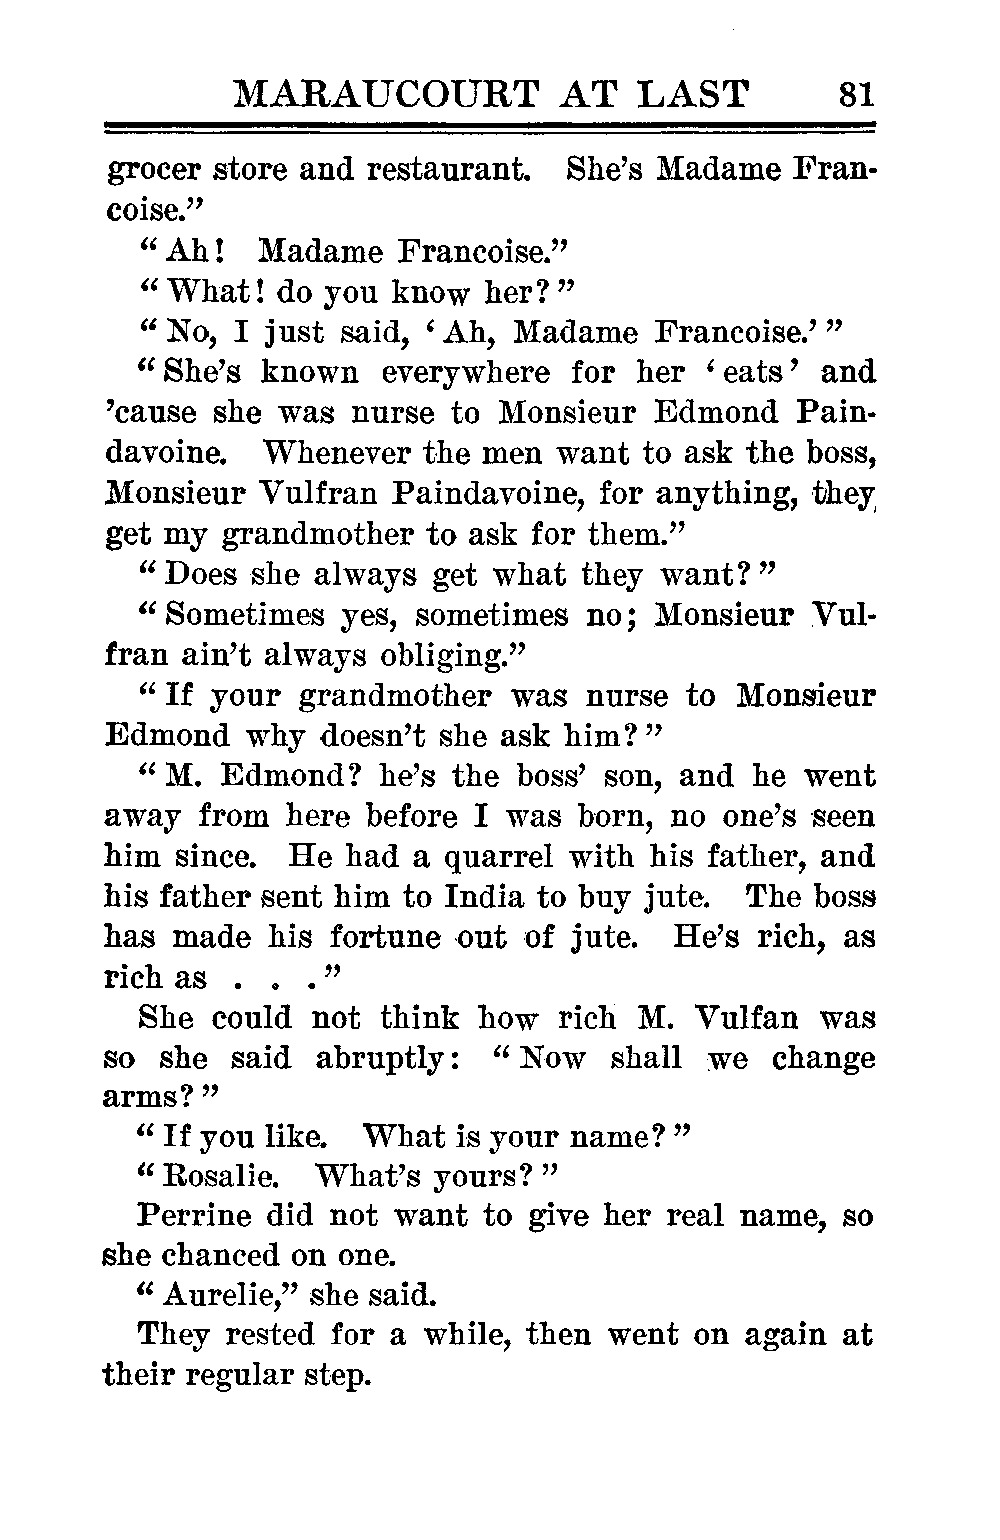 MARAUCOURT AT LAST 81
grocer store and restaurant. She's Madame Fran-
coise."
"Ah! Madame Francoise."
"What! do you know her?"
"No, I just said, 'Ah, Madame Francoise.'"
"She's known everywhere for her 'eats' and
'cause she was nurse to Monsieur Edmond Pain-
davoine. Whenever the men want to ask the boss,
Monsieur Vulfran Paindavoine, for anything, they
get my grandmother to ask for them."
"Does she always get what they want?"
"Sometimes yes, sometimes no; Monsieur Vul-
fran ain't always obliging."
"If your grandmother was nurse to Monsieur
Edmond why doesn't she ask him?"
"M. Edmond? he's the boss' son, and he went
away from here before I was born, no one's seen
him since. He had a quarrel with his father, and
his father sent him to India to buy jute. The boss
has made his fortune out of jute. He's rich, as
rich as . . ."
She could not think how rich M. Vulfan was
so she said abruptly: "Now shall we change
arms?"
"If you like. What is your name?"
"Rosalie. What's yours?"
Perrine did not want to give her real name, so
she chanced on one.
"Aurelie," she said.
They rested for a while, then went on again at
their regular step.